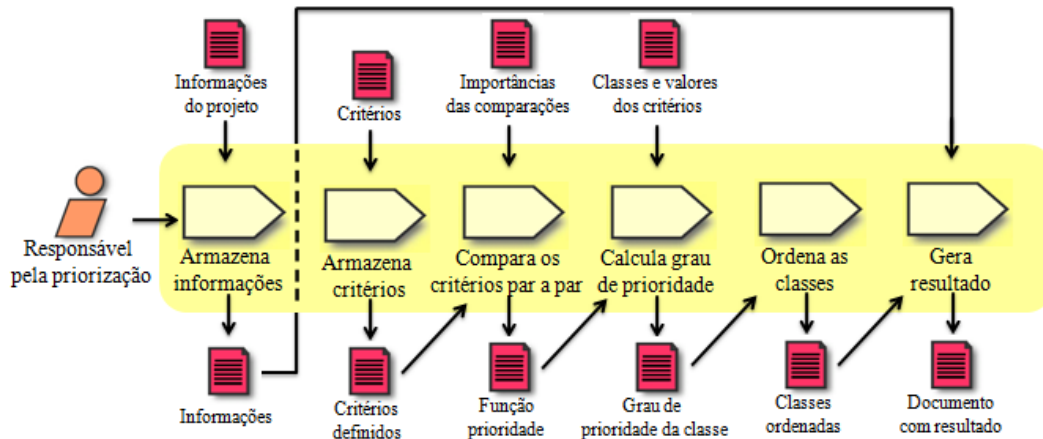 Informações
do projeto
Critérios
Importâncias
das comparações
Classes e valores
dos critérios
Responsável
pela priorização
Armazena
informações
Armazena
critérios
Compara os
critérios par a par
Calcula grau
de prioridade
Ordena as
classes
Gera
resultado
Informações
Critérios
definidos
Função
prioridade
Grau de
prioridade da classe
Classes
ordenadas
Documento
com resultado